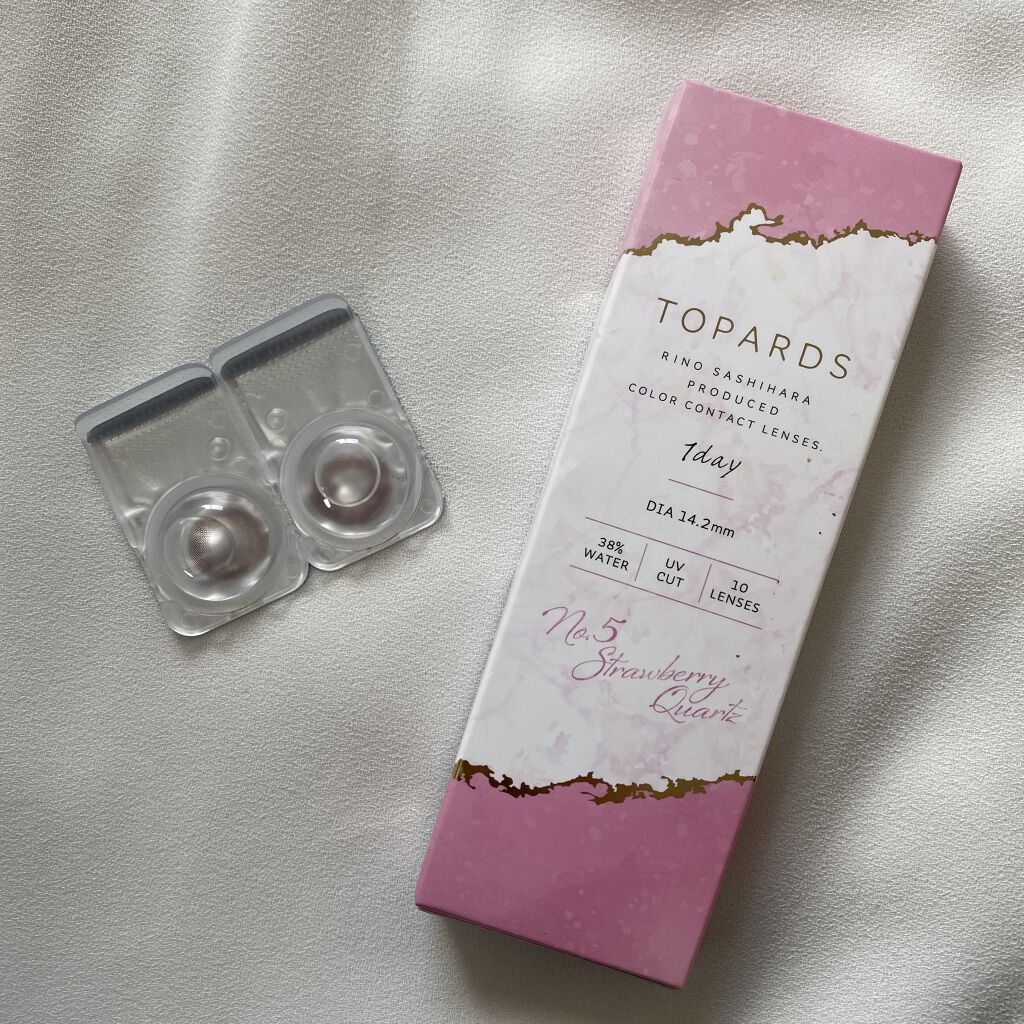 TOPARDS
RINO SASHIHARA
PRODUCED
COLOR CONTACT LENSES.
1day
DIA 14.2mm
38%
WATER
UV
CUT
10
LENSES
No.5
Strawberry
Quartz